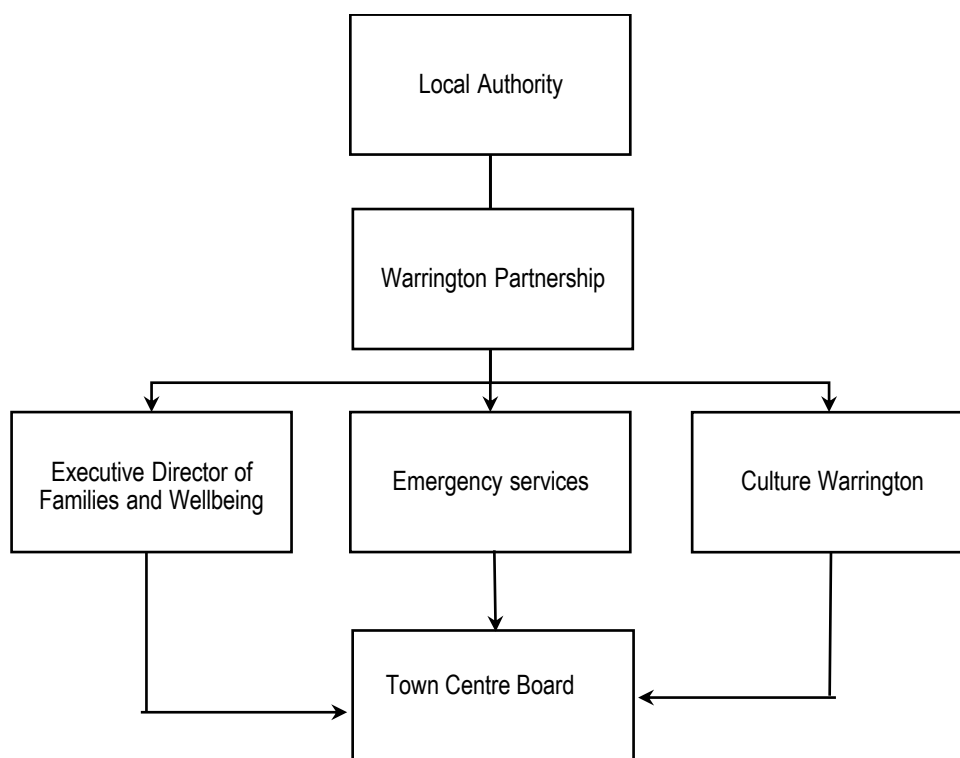 Local Authority
Warrington Partnership
Executive Director of
Families and Wellbeing
Emergency services
Culture Warrington
Town Centre Board